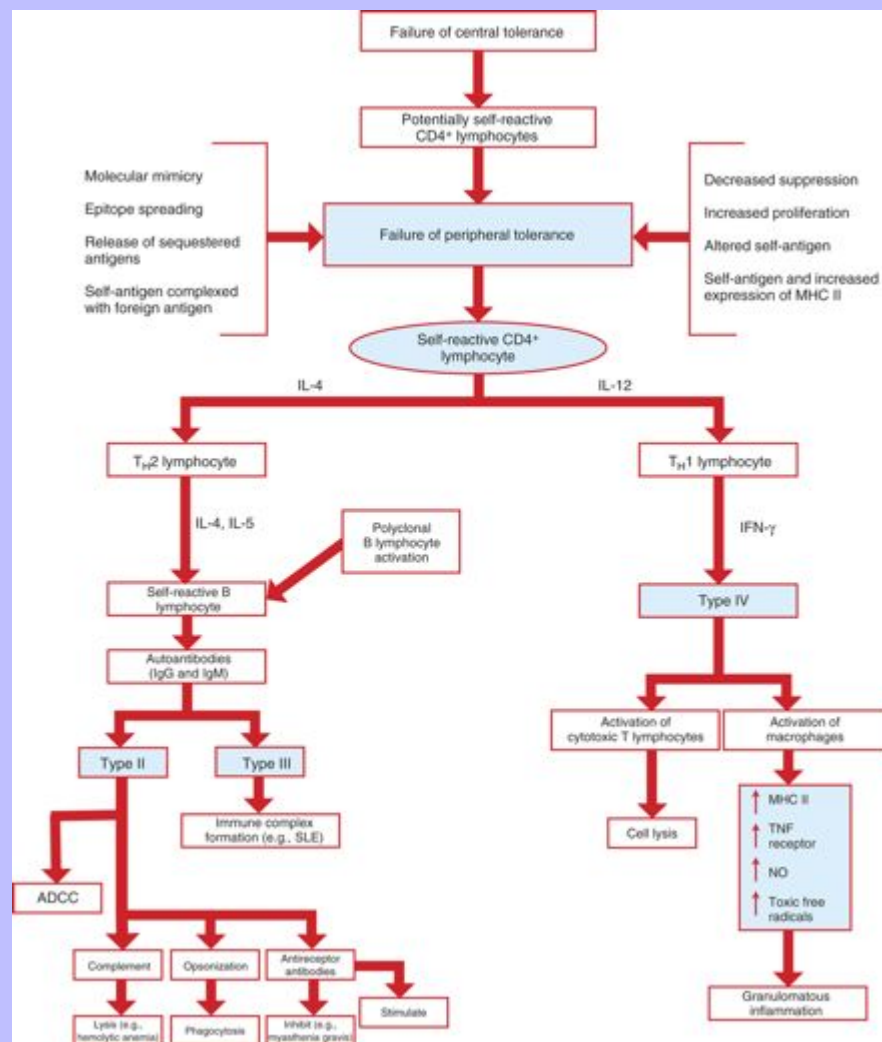 Failure of central tolerance
Potentially self-reactive
CD4+ lymphocytes
Molecular mimicry
Epitope spreading
Release of sequestered
antigens
Self-antigen complexed
with foreign antigen
Failure of peripheral tolerance
Decreased suppression
Increased proliferation
Altered self-antigen
Self-antigen and increased
expression of MHC II
Self-reactive CD4+
lymphocyte
IL-4
IL-12
TH2 lymphocyte
TH1 lymphocyte
IL-4, IL-5
Polyclonal
B lymphocyte
activation
IFN-γ
Self-reactive B
lymphocyte
Type IV
Autoantibodies
(IgG and IgM)
Activation of
cytotoxic T lymphocytes
Activation of
macrophages
Type II
Type III
Immune complex
formation (e.g., SLE)
Cell lysis
↑ MHC II
↑ TNF
receptor
↑ NO
↑ Toxic free
radicals
ADCC
Complement
Opsonization
Antireceptor
antibodies
Stimulate
Granulomatous
inflammation
Lysis (e.g.,
hemolytic anemia)
Phagocytosis
Inhibit (e.g.,
myasthenia gravis)